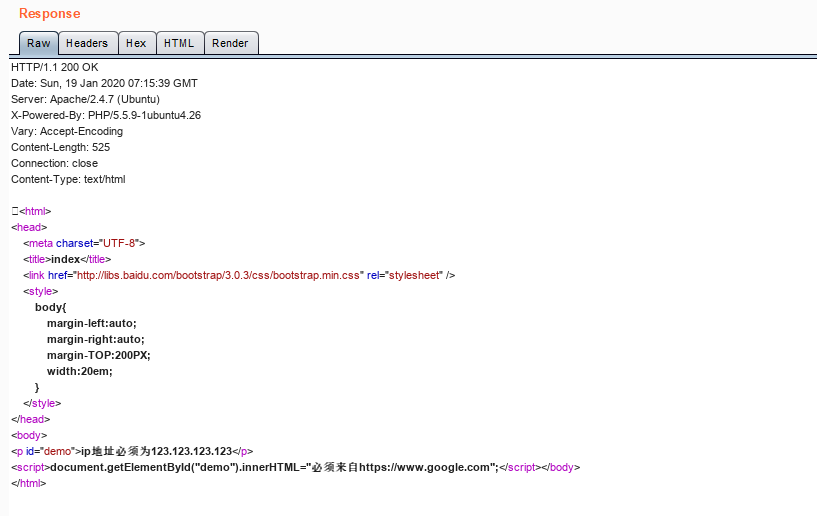 Response
Raw Headers Hex HTML Render
HTTP/1.1 200 OK
Date: Sun, 19 Jan 2020 07:15:39 GMT
Server: Apache/2.4.7 (Ubuntu)
X-Powered-By: PHP/5.5.9-1ubuntu4.26
Vary: Accept-Encoding
Content-Length: 525
Connection: close
Content-Type: text/html
<html>
<head>
<meta charset="UTF-8">
<title>index</title>
<link href="http://libs.baidu.com/bootstrap/3.0.3/css/bootstrap.min.css" rel="stylesheet" />
<style>
body{
margin-left:auto;
margin-right:auto;
margin-TOP:200PX;
width:20em;
}
</style>
</head>
<body>
<p id="demo">ip地址必须为123.123.123.123</p>
<script>document.getElementById("demo").innerHTML="必须来自https://www.google.com";</script></body>
</html>